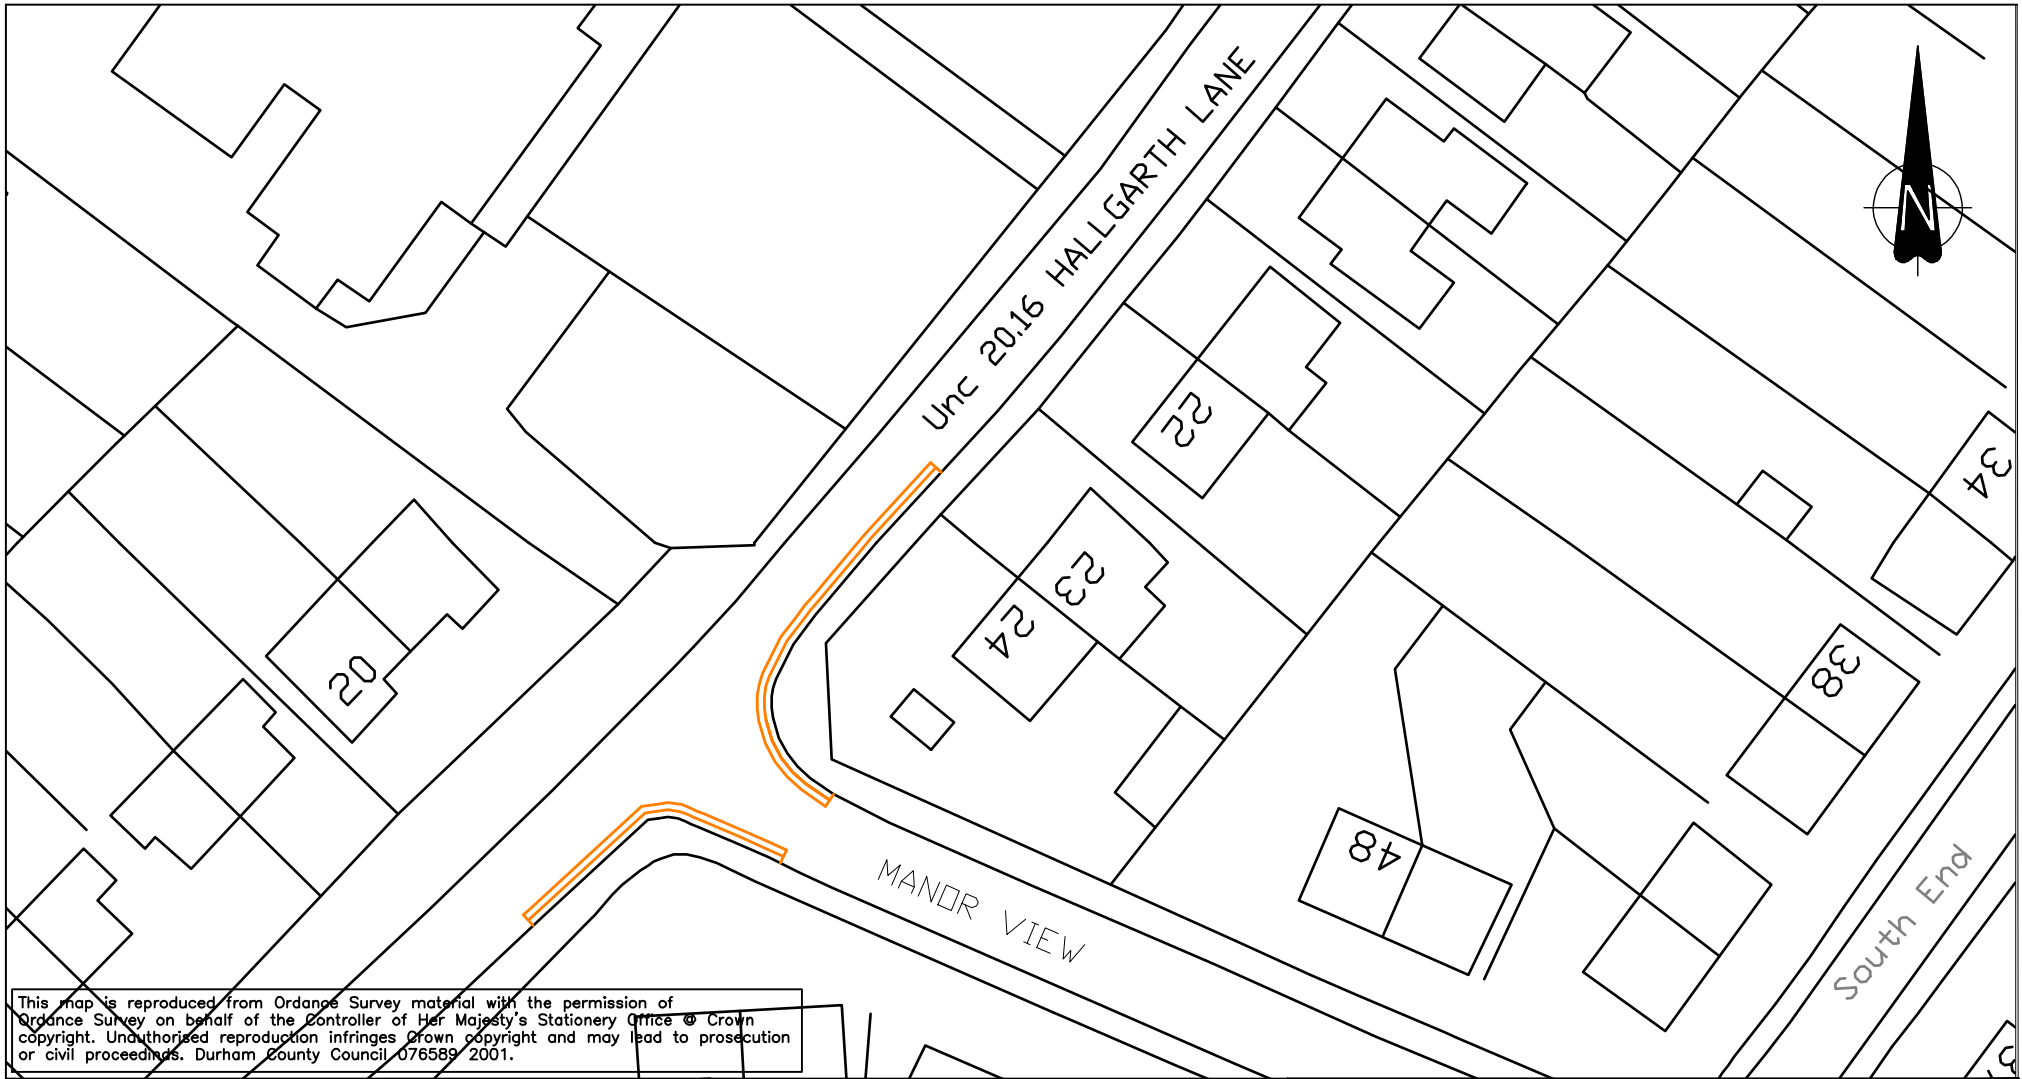 Unc 20.16 HALLGARTH LANE
N
22
34
23
24
38
20
48
MANOR VIEW
South End
This map is reproduced from Ordance Survey material with the permission of
Ordance Survey on behalf of the Controller of Her Majesty's Stationery Office @ Crown
copyright. Unauthorised reproduction infringes Crown copyright and may lead to prosecution
or civil proceedings. Durham County Council 076589 2001.